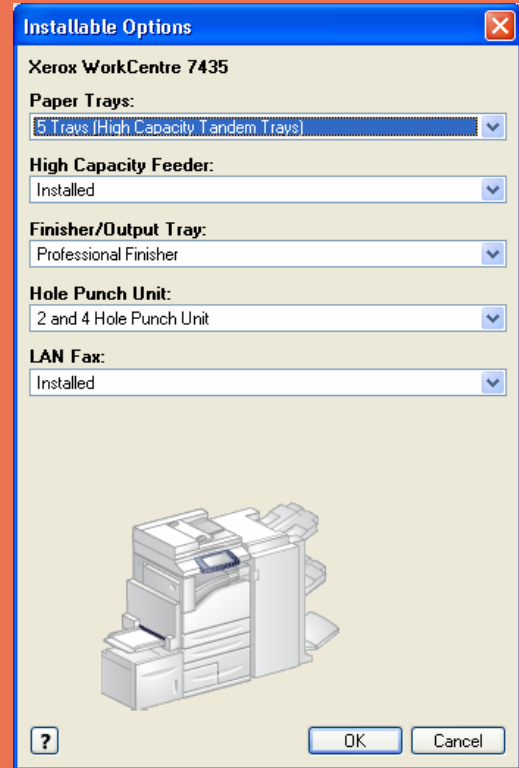 Installable Options
Xerox WorkCentre 7435
Paper Trays:
5 Trays (High Capacity Tandem Trays)
High Capacity Feeder:
Installed
Finisher/Output Tray:
Professional Finisher
Hole Punch Unit:
2 and 4 Hole Punch Unit
LAN Fax:
Installed
? OK Cancel